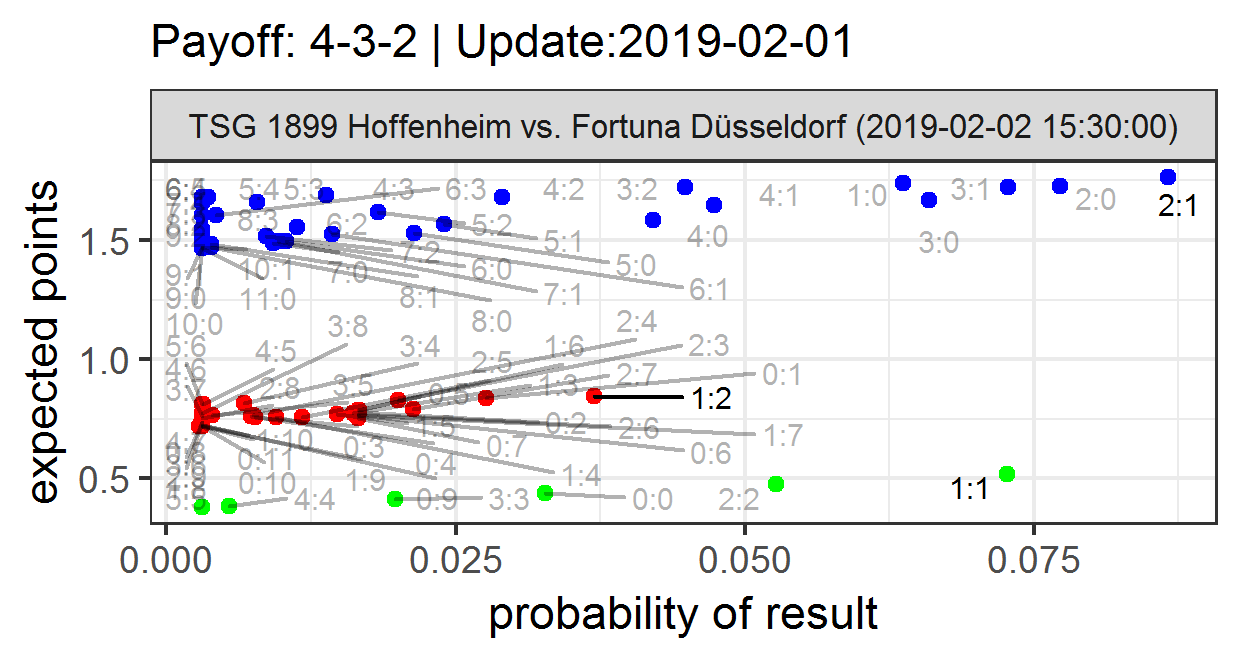 Payoff: 4-3-2 | Update:2019-02-01
TSG 1899 Hoffenheim vs. Fortuna Düsseldorf (2019-02-02 15:30:00)
expected points
1.5
1.0
0.5
5:4 5:3 4:3 6:3 4:2 3:2 4:1 1:0 3:1 2:0 2:1
8:3 6:2 5:2 5:1 4:0 3:0
7:2
10:1 7:0 6:0 5:0
9:0 11:0 8:1 7:1 6:1
10:0 3:8 8:0 2:4
5:6 4:5 3:4 1:6 2:3
4:6 2:5 0:1
3:7 2:8 3:5 0:5 1:3 2:7 1:2
1:10 1:5 0:2 2:6 1:7
0:11 0:3 0:7 0:6
0:10 1:9 0:4 1:4
4:4 0:9 3:3 0:0 2:2 1:1
0.000 0.025 0.050 0.075
probability of result